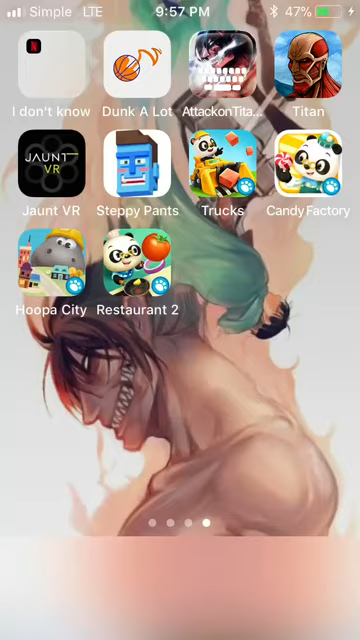 Simple LTE 9:57 PM 47%
N
I don't know Dunk A Lot AttackonTita... Titan
JAUNT
VR
Jaunt VR Steppy Pants Trucks Candy Factory
Hoopa City Restaurant 2